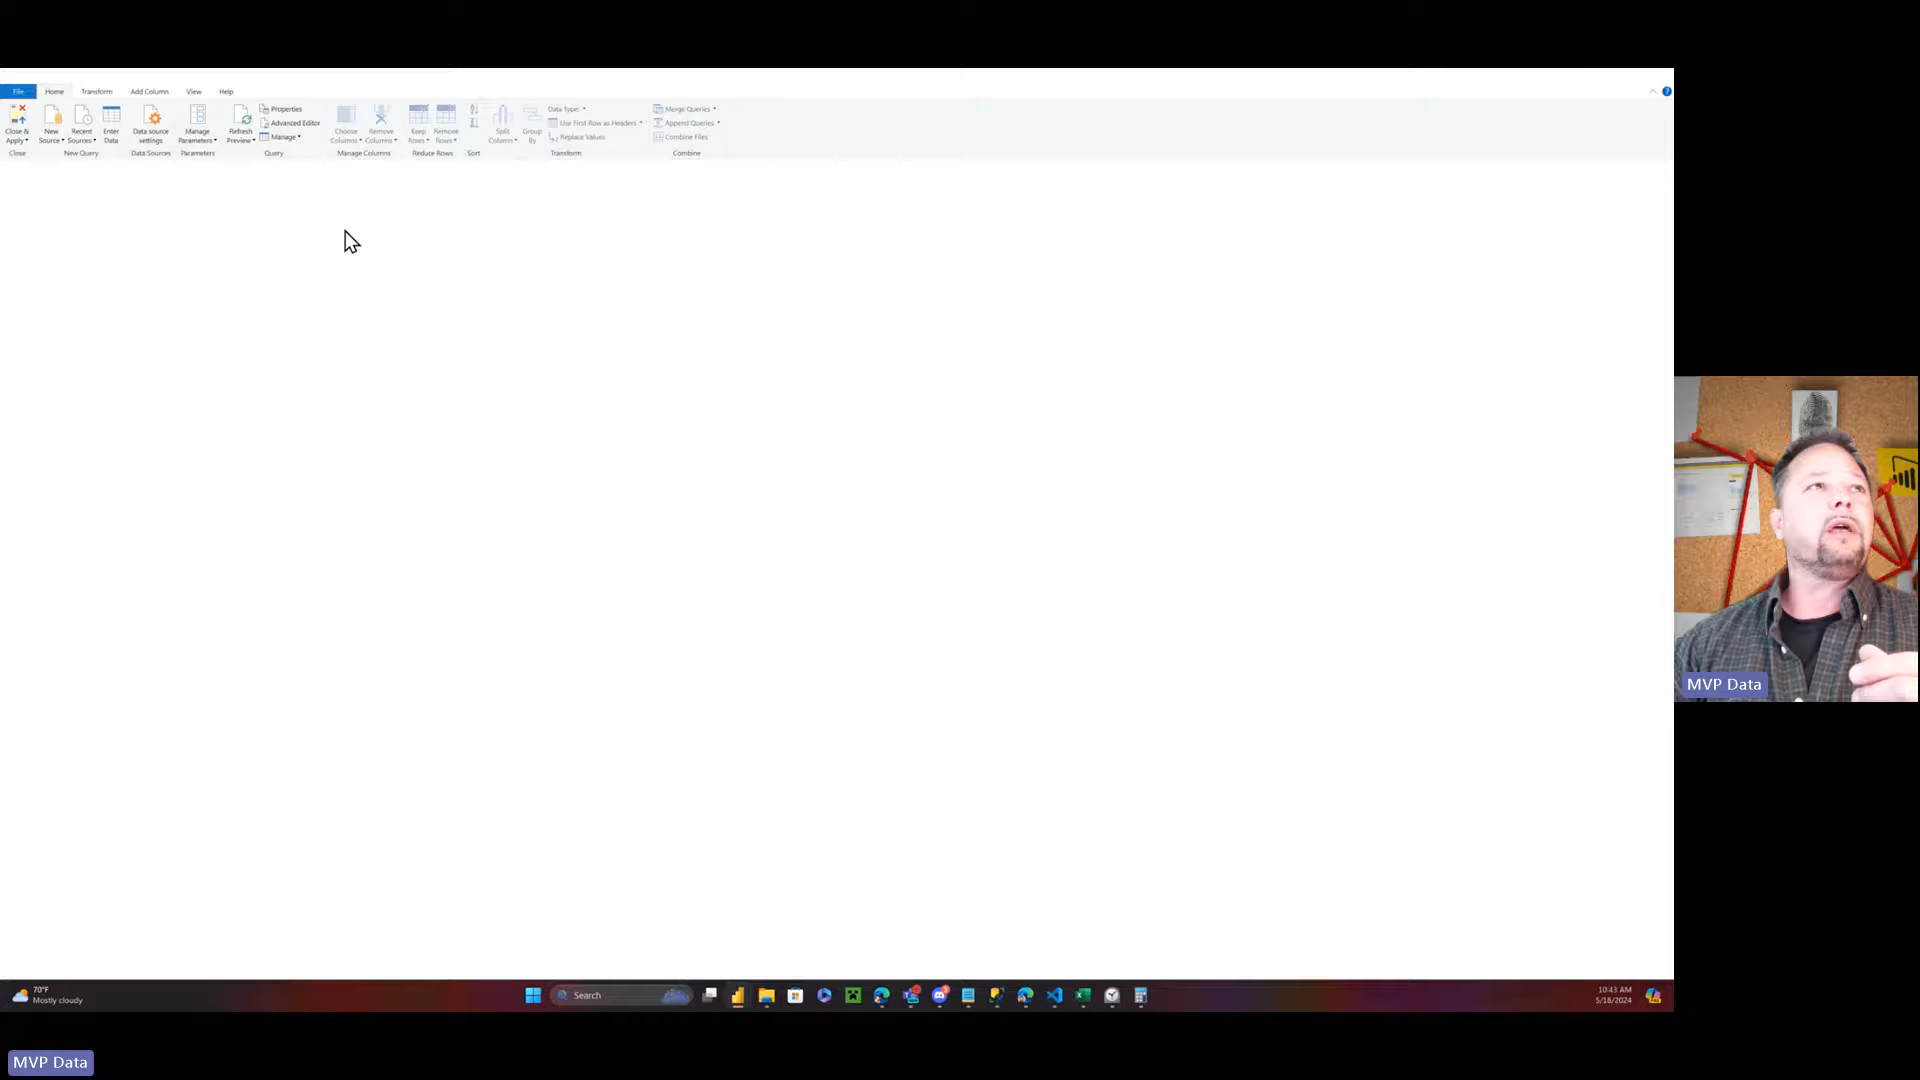 File Home Transform Add Column View Help
Close & Apply
New Source
Recent Sources
Enter Data
Data source settings
Manage Parameters
Refresh Preview
Properties
Advanced Editor
Manage
Choose Columns
Remove Columns
Keep Rows
Remove Rows
Split Column
Group By
Data Type:
Use First Row as Headers
Replace Values
Merge Queries
Append Queries
Combine Files
Close New Query Data Sources Parameters Query Manage Columns Reduce Rows Sort Transform Combine
MVP Data
70°F
Mostly cloudy
Search
10:43 AM
5/18/2024
MVP Data